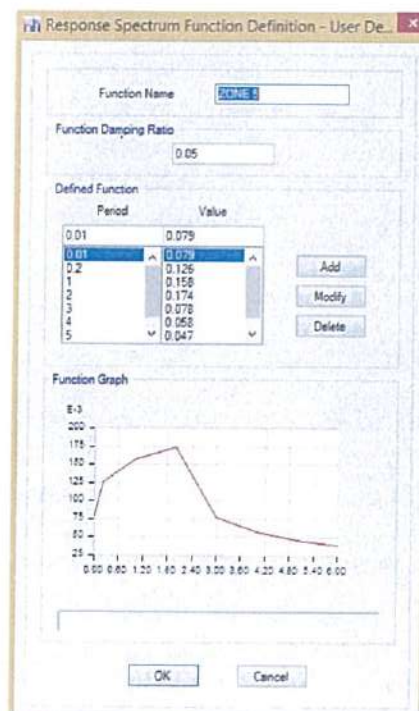 Response Spectrum Function Definition - User De...
Function Name ZONE 5
Function Damping Ratio
0.05
Defined Function
Period Value
0.01 0.079
0.01 0.079
0.2 0.126
1 0.158
2 0.174
3 0.078
4 0.058
5 0.047
Add
Modify
Delete
Function Graph
E-3
200
175
150
125
100
75
50
25
0.00 0.60 1.20 1.80 2.40 3.00 3.60 4.20 4.80 5.40 6.00
OK Cancel